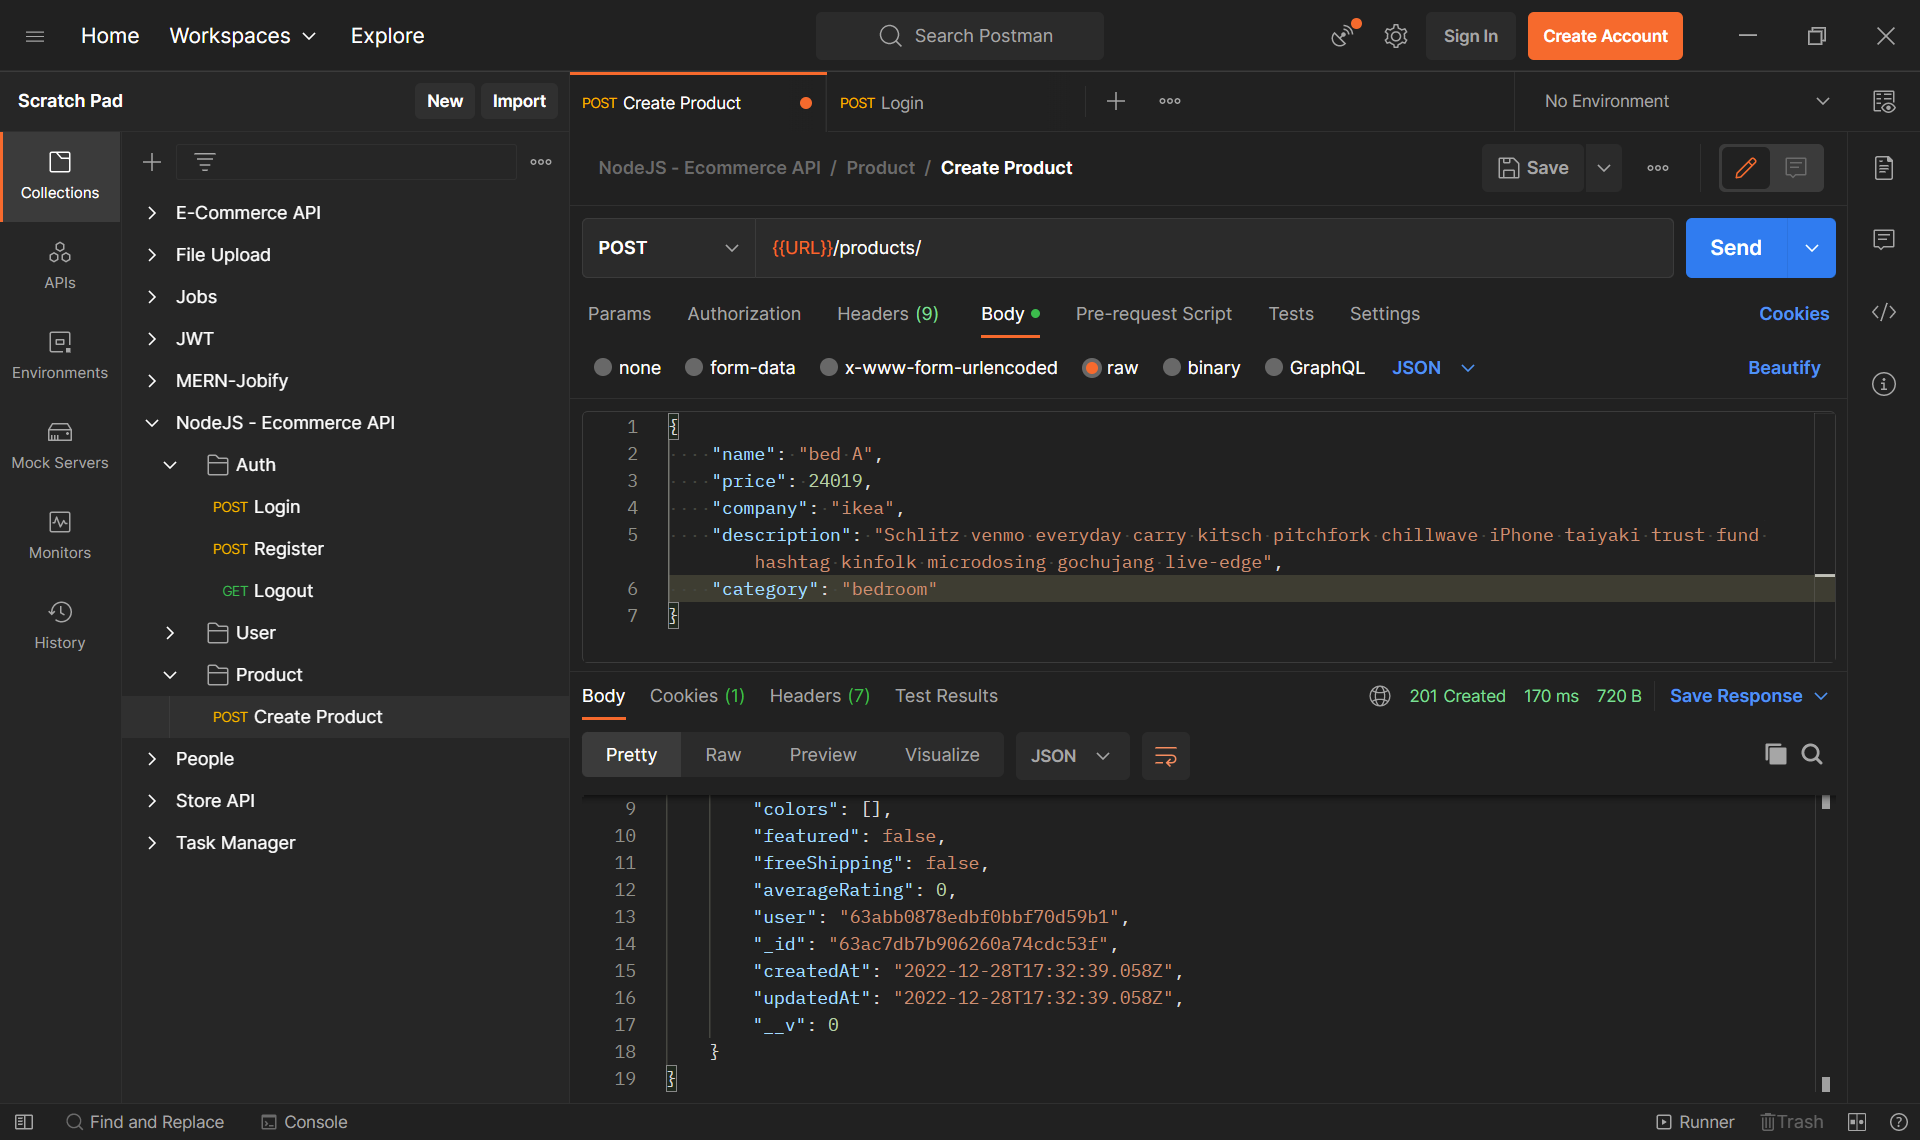 Home Workspaces Explore Search Postman Sign In Create Account
Scratch Pad New Import
POST Create Product POST Login No Environment
Collections
APIs
Environments
Mock Servers
Monitors
History
E-Commerce API
File Upload
Jobs
JWT
MERN-Jobify
NodeJS - Ecommerce API
Auth
POST Login
POST Register
GET Logout
User
Product
POST Create Product
People
Store API
Task Manager
NodeJS - Ecommerce API / Product / Create Product Save
POST {{URL}}/products/ Send
Params Authorization Headers (9) Body Pre-request Script Tests Settings Cookies
none form-data x-www-form-urlencoded raw binary GraphQL JSON Beautify
1 {
2 "name": "bed A",
3 "price": 24019,
4 "company": "ikea",
5 "description": "Schlitz venmo everyday carry kitsch pitchfork chillwave iPhone taiyaki trust fund
hashtag kinfolk microdosing gochujang live-edge",
6 "category": "bedroom"
7 }
Body Cookies (1) Headers (7) Test Results 201 Created 170 ms 720 B Save Response
Pretty Raw Preview Visualize JSON
9 "colors": [],
10 "featured": false,
11 "freeShipping": false,
12 "averageRating": 0,
13 "user": "63abb0878edbf0bbf70d59b1",
14 "_id": "63ac7db7b906260a74cdc53f",
15 "createdAt": "2022-12-28T17:32:39.058Z",
16 "updatedAt": "2022-12-28T17:32:39.058Z",
17 "__v": 0
18 }
19 }
Find and Replace Console Runner Trash